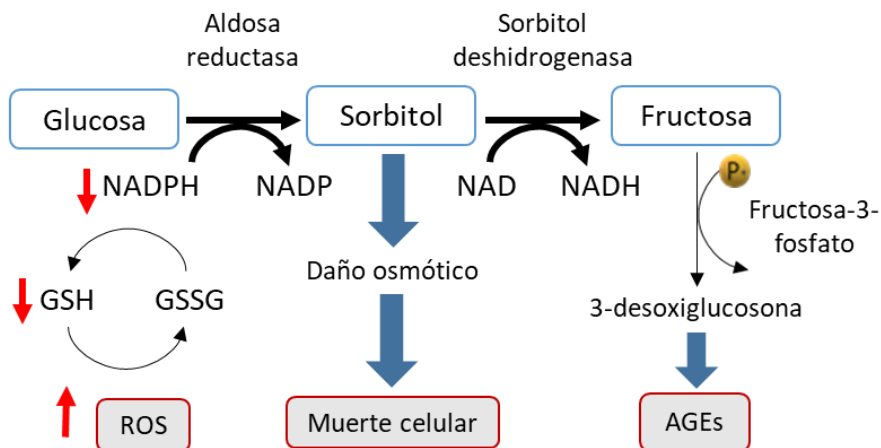 Aldosa
reductasa
Sorbitol
deshidrogenasa
Glucosa
Sorbitol
Fructosa
NADPH
NADP
NAD
NADH
P.
Fructosa-3-
fosfato
GSH
GSSG
Daño osmótico
3-desoxiglucosona
ROS
Muerte celular
AGEs